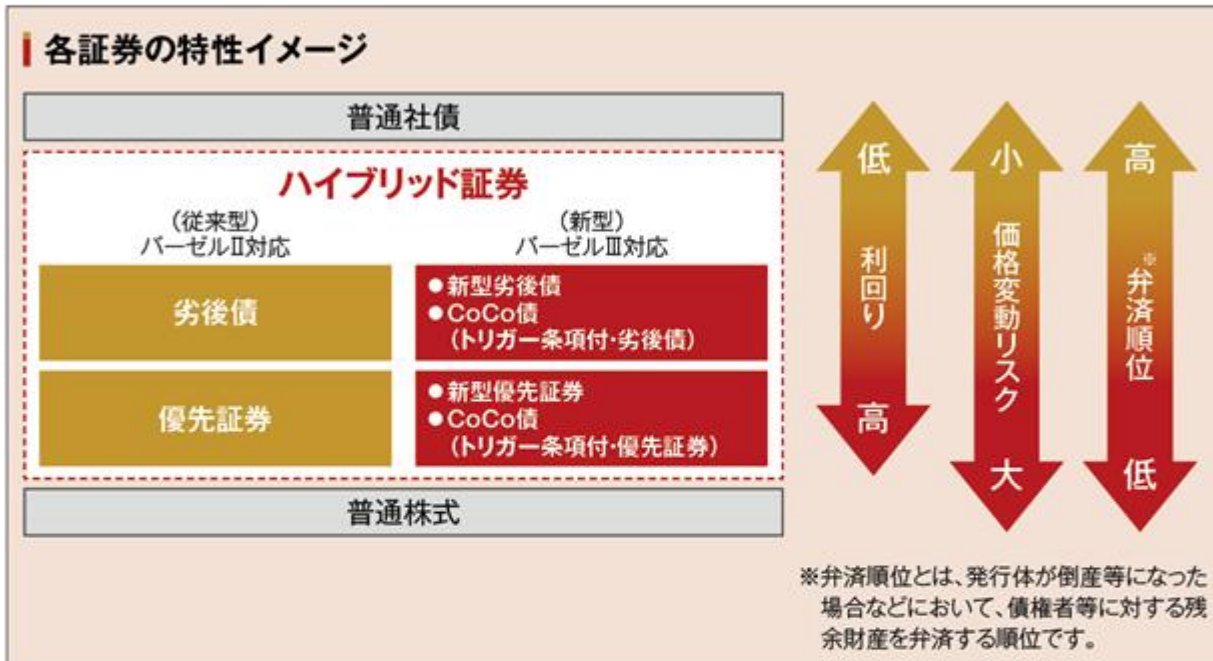 各証券の特性イメージ
普通社債
ハイブリッド証券
(従来型)
バーゼルⅡ対応
(新型)
バーゼルⅢ対応
劣後債
●新型劣後債
●CoCo債
(トリガー条項付・劣後債)
優先証券
●新型優先証券
●CoCo債
(トリガー条項付・優先証券)
普通株式
低
利回り
高
小
価格変動リスク
大
高
※弁済順位
低
※弁済順位とは、発行体が倒産等になった
場合などにおいて、債権者等に対する残
余財産を弁済する順位です。